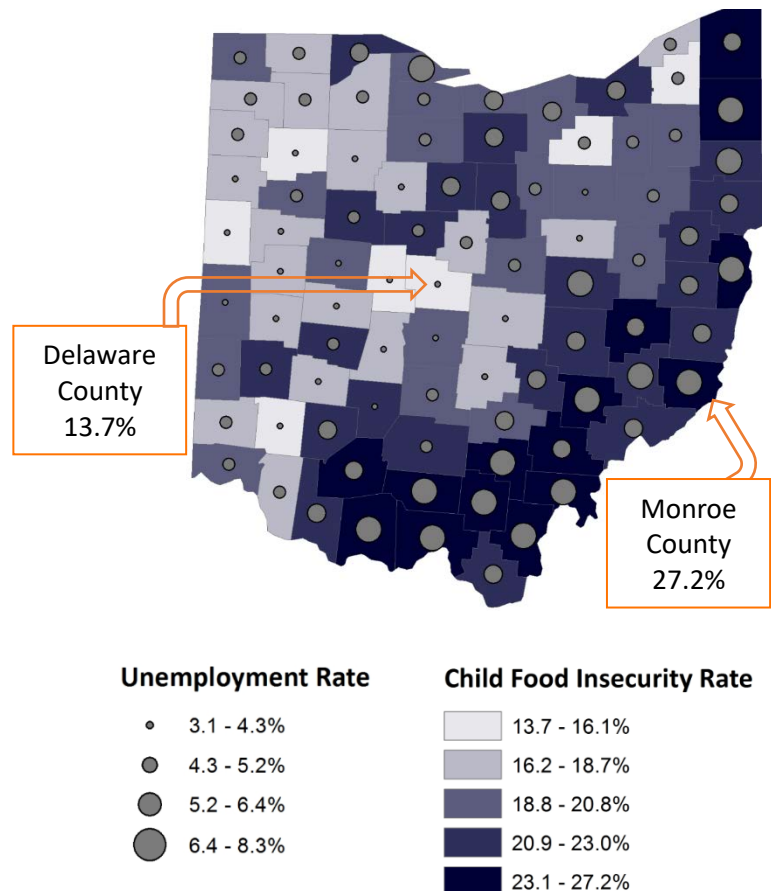 Delaware
County
13.7%
Monroe
County
27.2%
Unemployment Rate
3.1 - 4.3%
4.3 - 5.2%
5.2 - 6.4%
6.4 - 8.3%
Child Food Insecurity Rate
13.7 - 16.1%
16.2 - 18.7%
18.8 - 20.8%
20.9 - 23.0%
23.1 - 27.2%